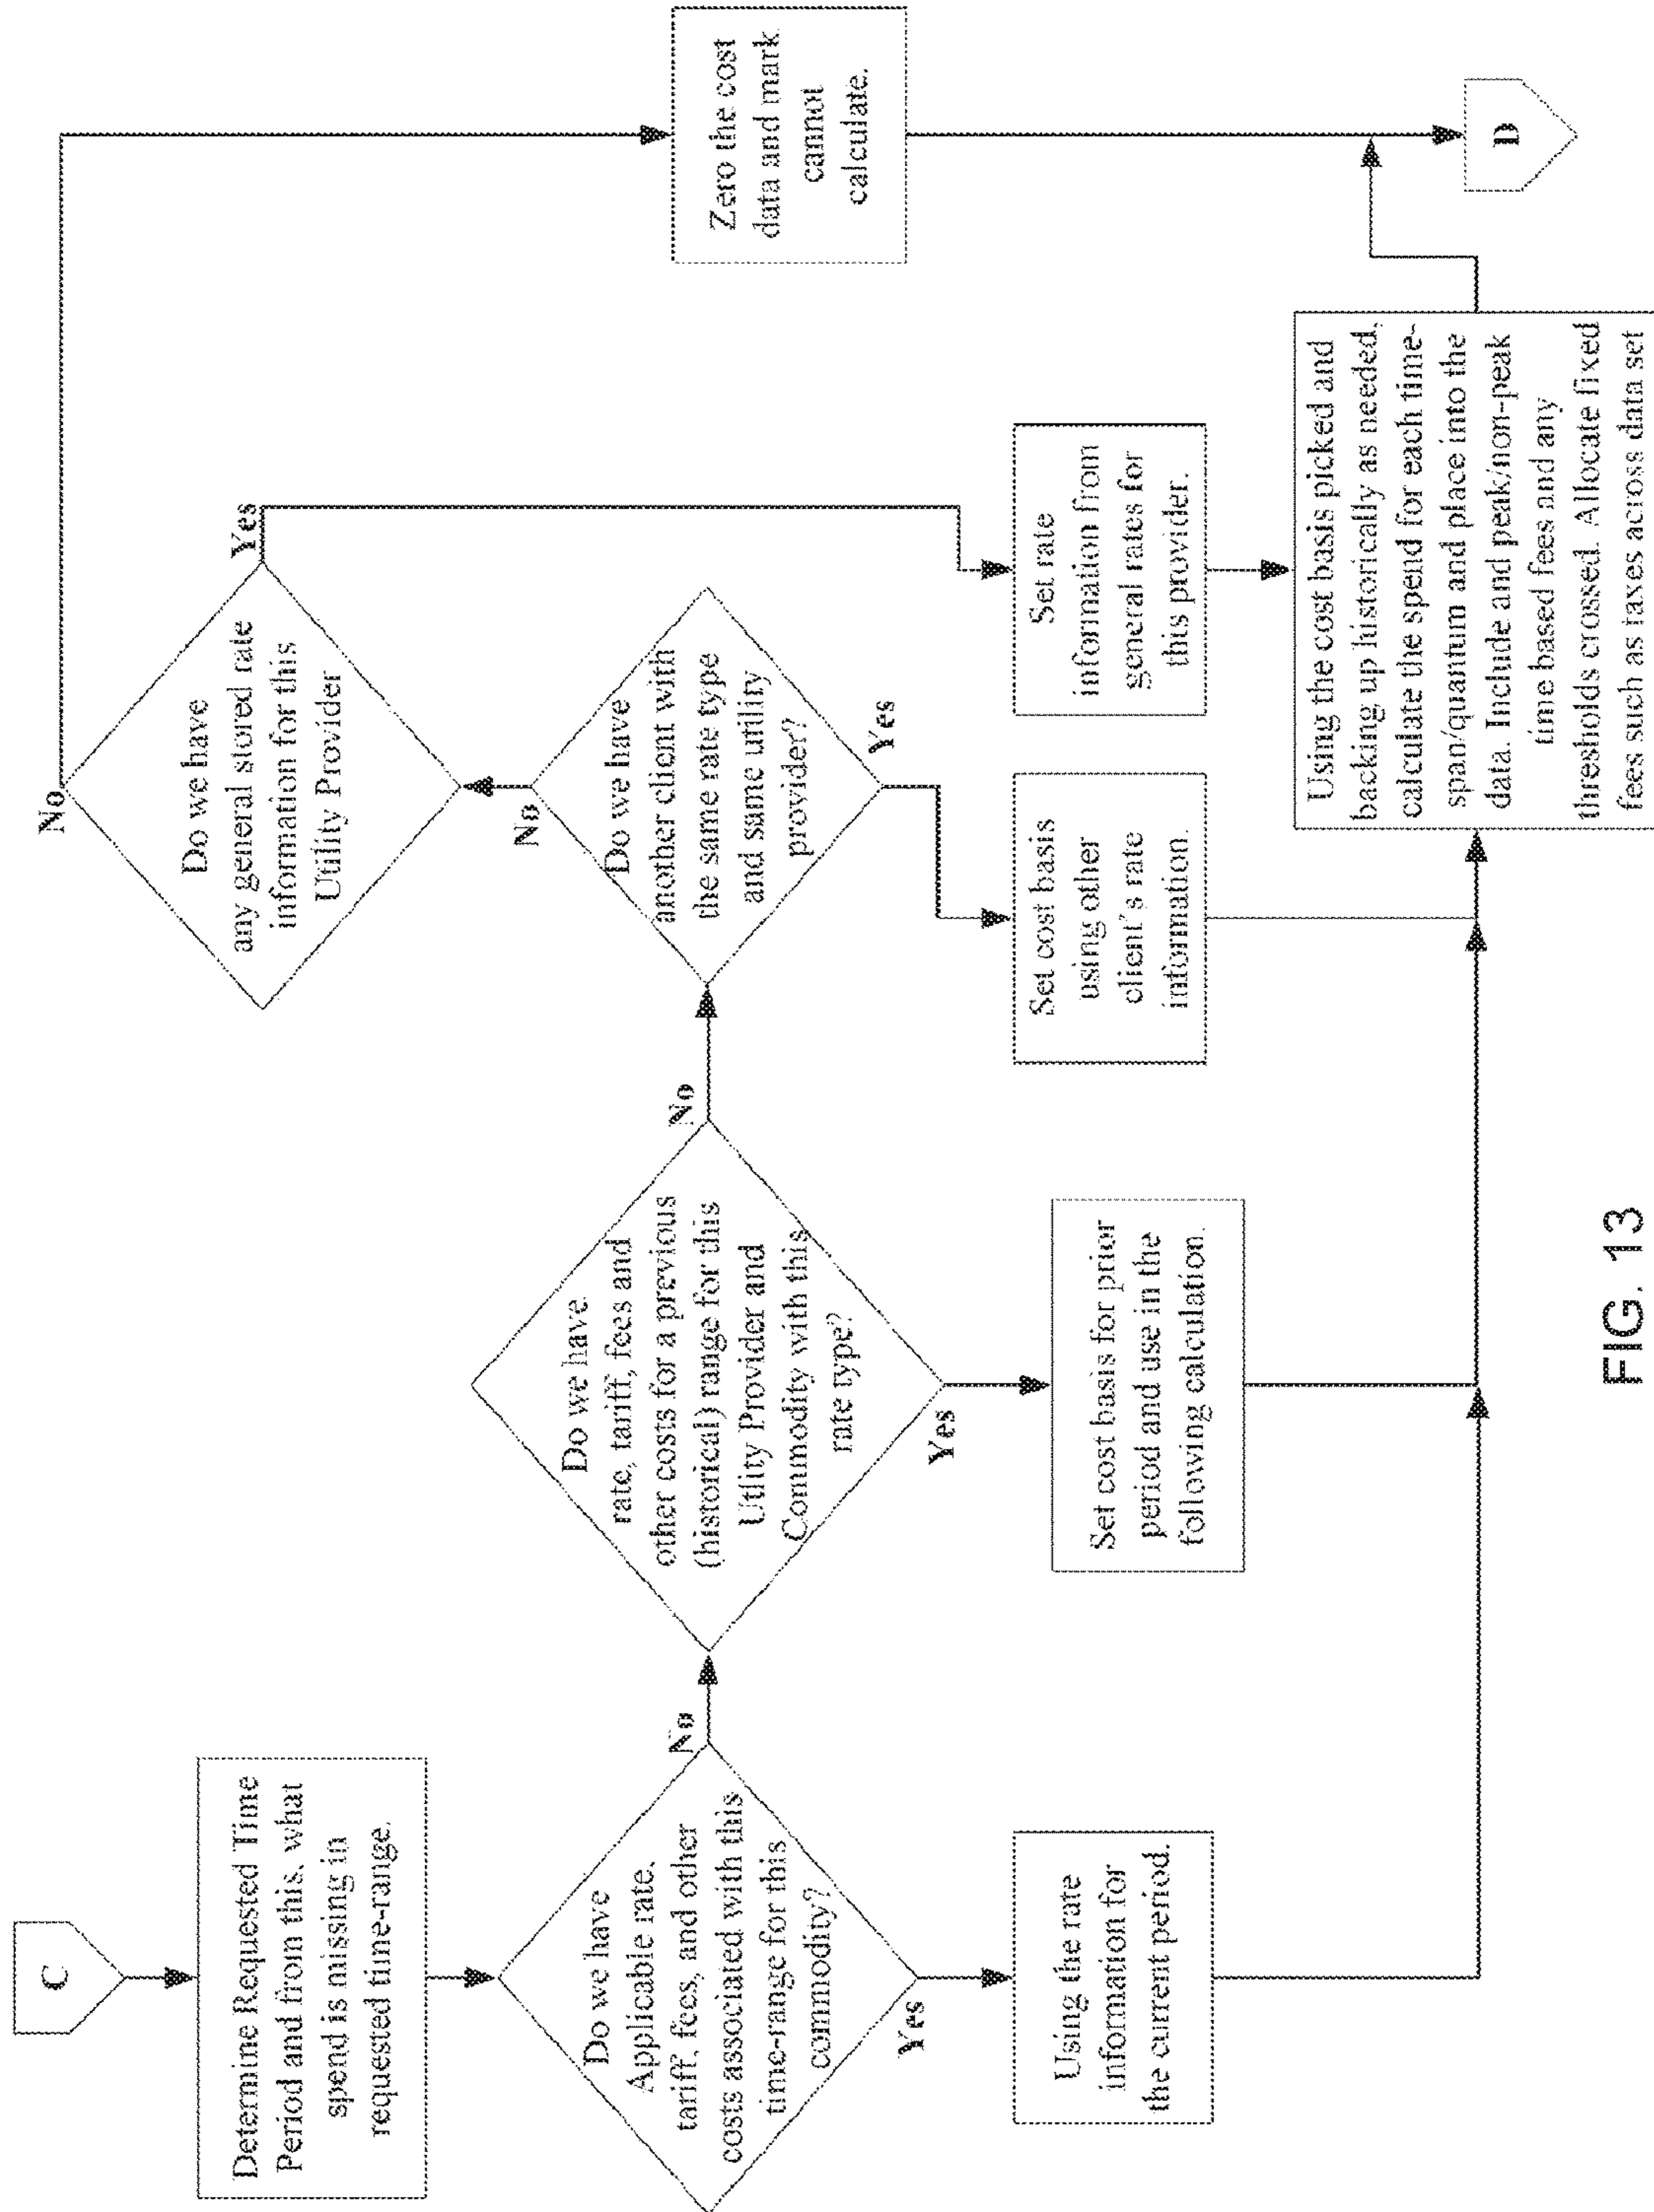 C
Determine Requested Time
Period and from this, what
spend is missing in
requested time-range.
Do we have
Applicable rate,
tariff, fees, and other
costs associated with this
time-range for this
commodity?
No
Yes
Using the rate
information for
the current period.
Do we have
rate, tariff, fees and
other costs for a previous
(historical) range for this
Utility Provider and
Commodity with this
rate type?
No
Yes
Set cost basis for prior
period and use in the
following calculation.
Do we have
another client with
the same rate type
and same utility
provider?
No
Yes
Set cost basis
using other
client's rate
information.
Do we have
any general stored rate
information for this
Utility Provider
No
Yes
Set rate
information from
general rates for
this provider.
Zero the cost
data and mark
cannot
calculate.
Using the cost basis picked and
backing up historically as needed,
calculate the spend for each time-
span/quantum and place into the
data. Include and peak/non-peak
time based fees and any
thresholds crossed. Allocate fixed
fees such as taxes across data set
D
FIG. 13